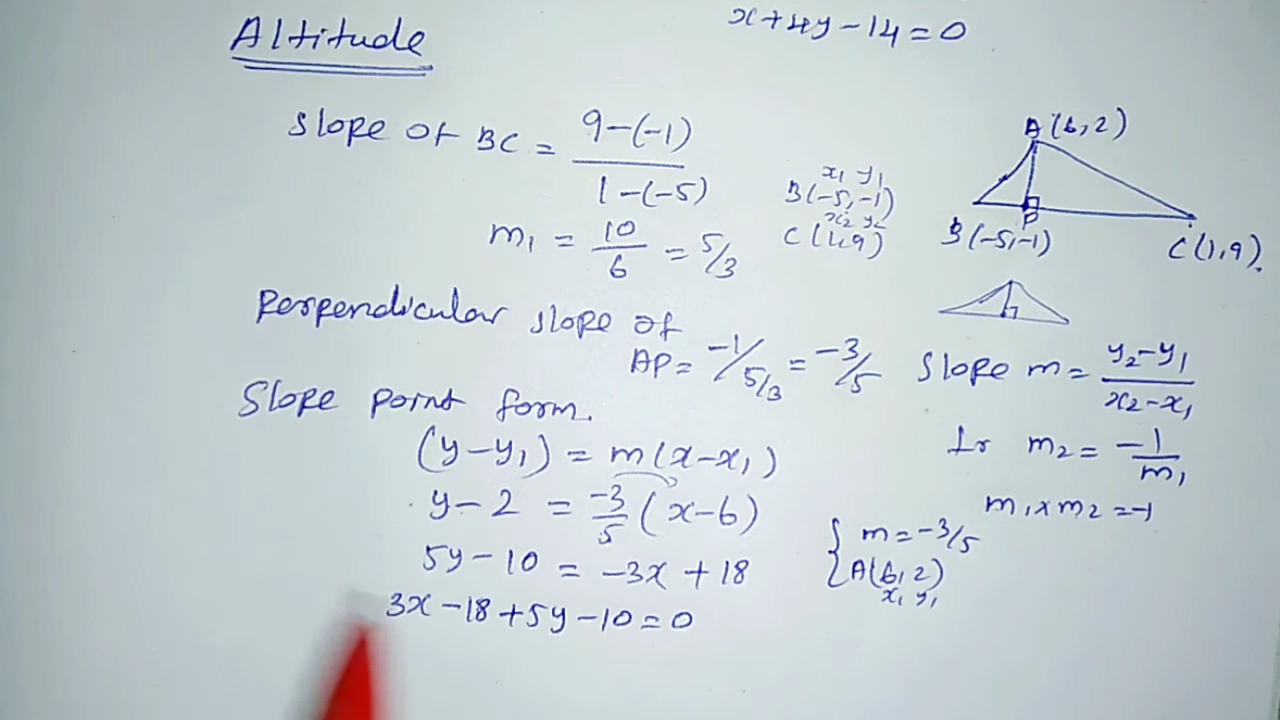 x+4y-14=0
Altitude
Slope of BC = 9-(-1) / 1-(-5)
m₁ = 10/6 = 5/3
x₁ y₁
B(-5,-1)
x₂ y₂
C(1,9)
A(6,2)
P
B(-5,-1)
C(1,9).
Perpendicular slope of
AP = -1/5/3 = -3/5
Slope m = y₂-y₁ / x₂-x₁
Slope point form.
(y-y₁) = m(x-x₁)
⊥r m₂ = -1/m₁
m₁×m₂=-1
y-2 = -3/5 (x-6)
{ m=-3/5
A(6,2)
x₁ y₁
5y-10 = -3x+18
3x-18+5y-10=0